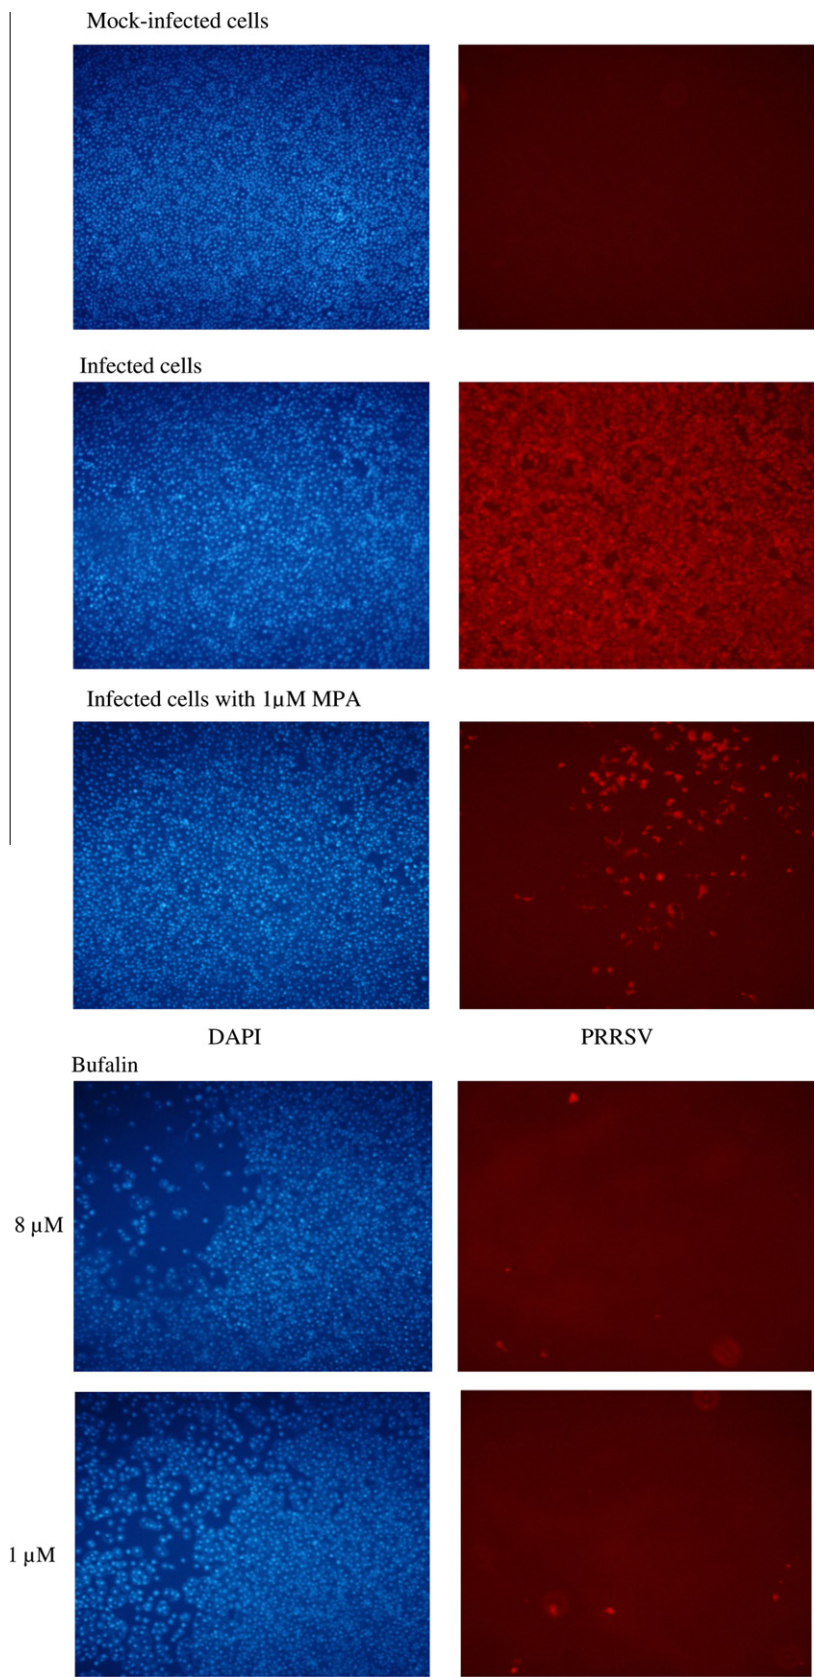 Mock-infected cells
Infected cells
Infected cells with 1µM MPA
DAPI PRRSV
Bufalin
8 µM
1 µM